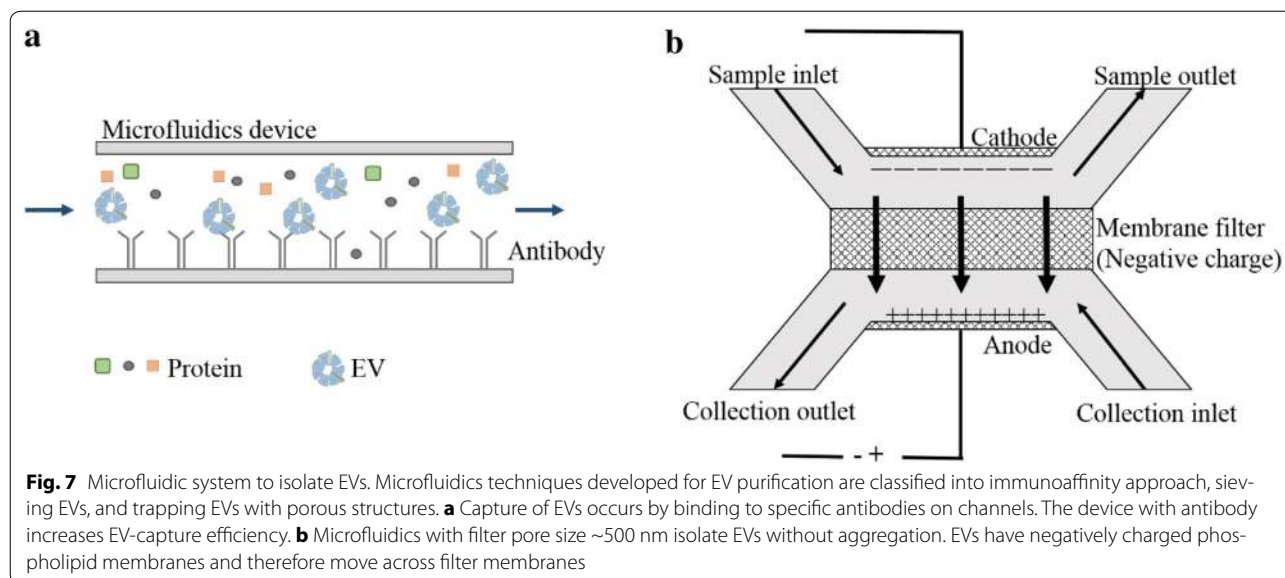 a
Microfluidics device
Antibody
Protein
EV
b
Sample inlet
Sample outlet
Cathode
Membrane filter
(Negative charge)
Anode
Collection outlet
Collection inlet
- +
Fig. 7 Microfluidic system to isolate EVs. Microfluidics techniques developed for EV purification are classified into immunoaffinity approach, siev-
ing EVs, and trapping EVs with porous structures. a Capture of EVs occurs by binding to specific antibodies on channels. The device with antibody
increases EV-capture efficiency. b Microfluidics with filter pore size ~500 nm isolate EVs without aggregation. EVs have negatively charged phos-
pholipid membranes and therefore move across filter membranes